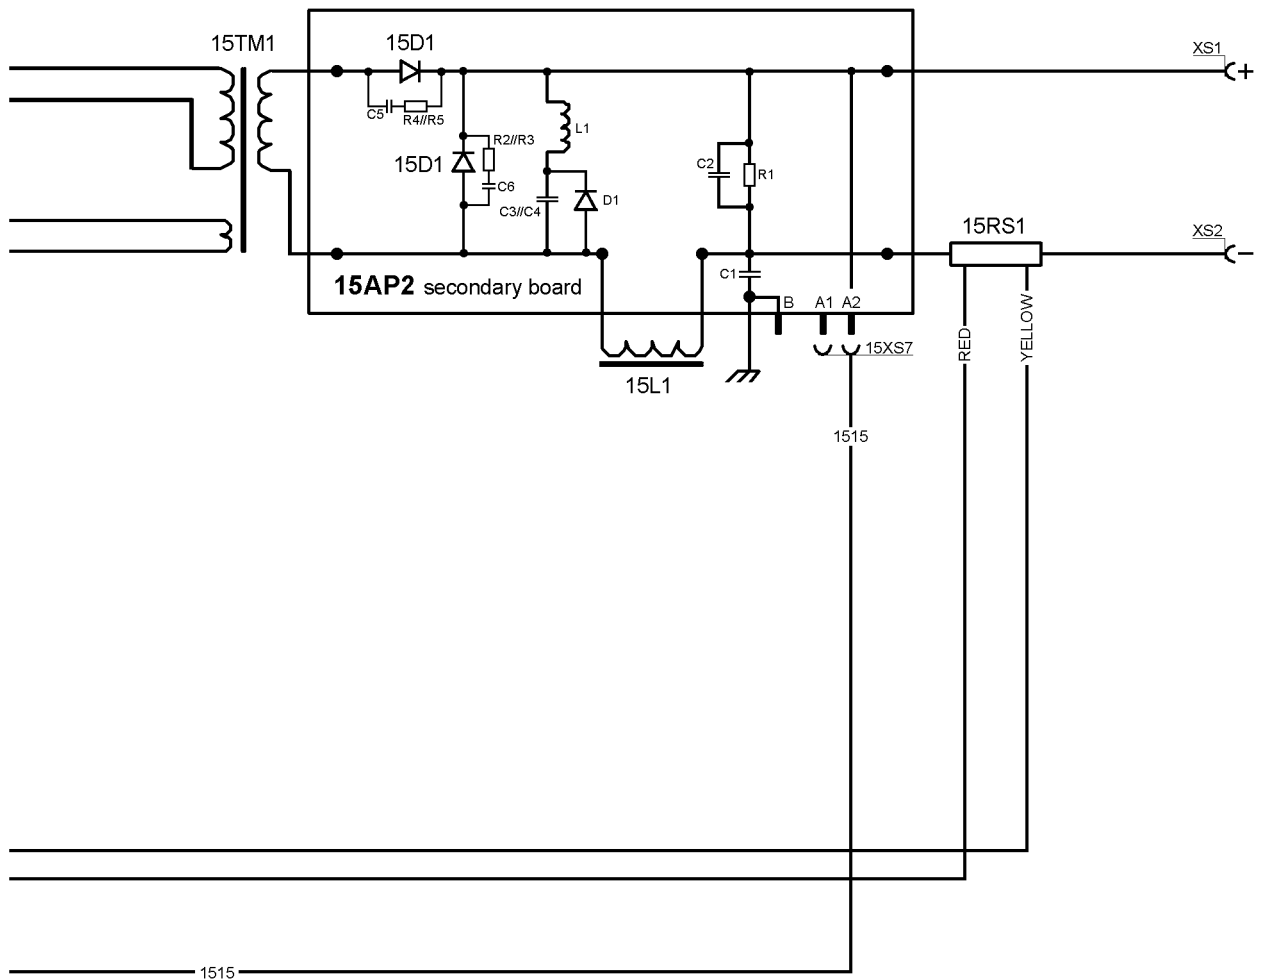 15TM1
15D1
XS1
+
C5
R4//R5
L1
R2//R3
15D1
C6
C3//C4
D1
C2
R1
15RS1
XS2
−
15AP2 secondary board
C1
B
A1
A2
RED
YELLOW
15XS7
15L1
1515
1515